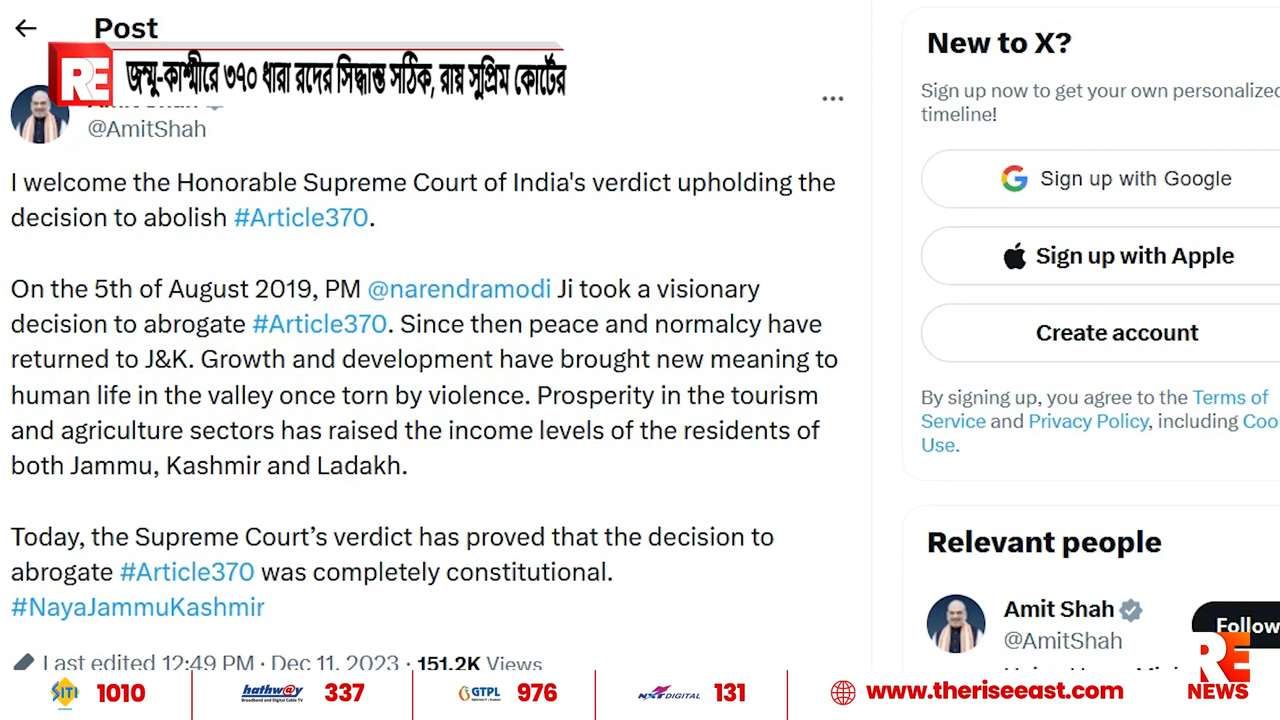 Post
RE
জম্মু-কাশ্মীরে ৩৭০ ধারা রদের সিদ্ধান্ত সঠিক, রায় সুপ্রিম কোর্টের
@AmitShah
I welcome the Honorable Supreme Court of India's verdict upholding the
decision to abolish #Article370.
On the 5th of August 2019, PM @narendramodi Ji took a visionary
decision to abrogate #Article370. Since then peace and normalcy have
returned to J&K. Growth and development have brought new meaning to
human life in the valley once torn by violence. Prosperity in the tourism
and agriculture sectors has raised the income levels of the residents of
both Jammu, Kashmir and Ladakh.
Today, the Supreme Court’s verdict has proved that the decision to
abrogate #Article370 was completely constitutional.
#NayaJammuKashmir
Last edited 12:49 PM · Dec 11, 2023 · 151.2K Views
New to X?
Sign up now to get your own personalized
timeline!
Sign up with Google
Sign up with Apple
Create account
By signing up, you agree to the Terms of
Service and Privacy Policy, including Coo
Use.
Relevant people
Amit Shah
@AmitShah
Follow
SITI 1010
hathw@y 337
Broadband and Digital Cable TV
GTPL 976
NXTDIGITAL 131
www.theriseeast.com
RE
NEWS